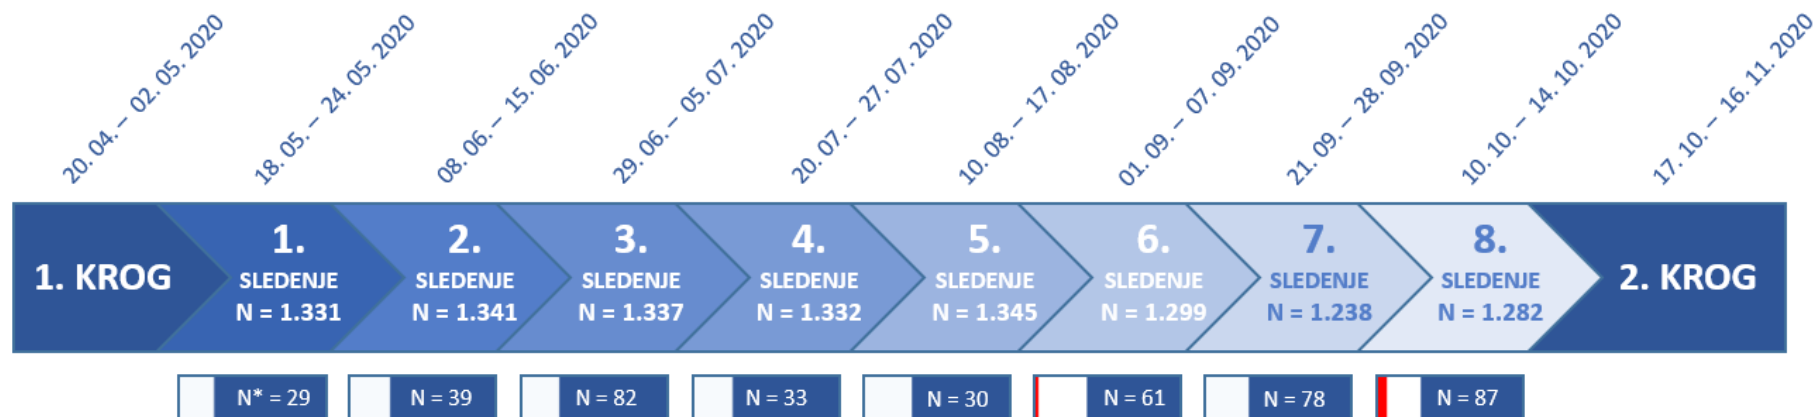 20. 04. – 02. 05. 2020
18. 05. – 24. 05. 2020
08. 06. – 15. 06. 2020
29. 06. – 05. 07. 2020
20. 07. – 27. 07. 2020
10. 08. – 17. 08. 2020
01. 09. – 07. 09. 2020
21. 09. – 28. 09. 2020
10. 10. – 14. 10. 2020
17. 10. – 16. 11. 2020
1. KROG
1.
SLEDENJE
N = 1.331
2.
SLEDENJE
N = 1.341
3.
SLEDENJE
N = 1.337
4.
SLEDENJE
N = 1.332
5.
SLEDENJE
N = 1.345
6.
SLEDENJE
N = 1.299
7.
SLEDENJE
N = 1.238
8.
SLEDENJE
N = 1.282
2. KROG
N* = 29
N = 39
N = 82
N = 33
N = 30
N = 61
N = 78
N = 87